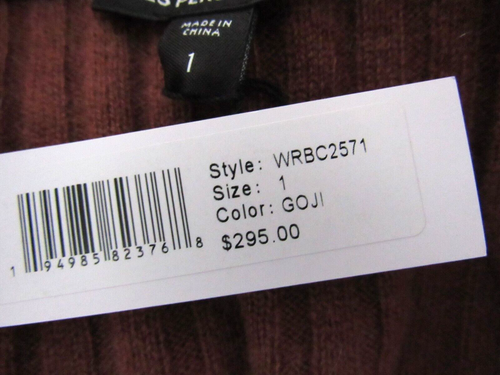 MADE IN
CHINA
1
Style: WRBC2571
Size: 1
Color: GOJI
$295.00
1 94985 82376 8